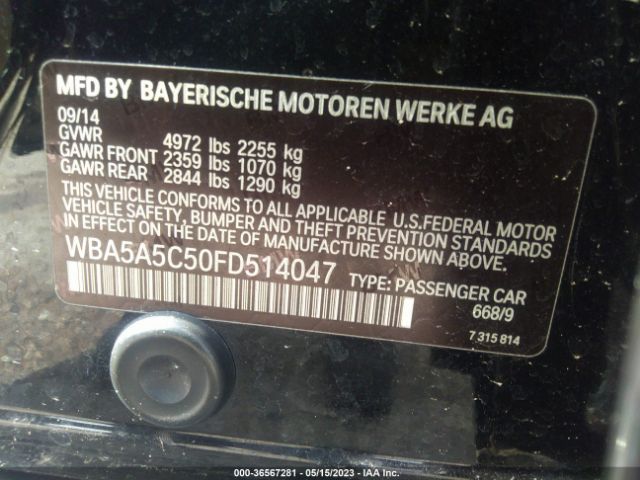 MFD BY BAYERISCHE MOTOREN WERKE AG
09/14
GVWR 4972 lbs 2255 kg
GAWR FRONT 2359 lbs 1070 kg
GAWR REAR 2844 lbs 1290 kg
THIS VEHICLE CONFORMS TO ALL APPLICABLE U.S.FEDERAL MOTOR
VEHICLE SAFETY, BUMPER AND THEFT PREVENTION STANDARDS
IN EFFECT ON THE DATE OF MANUFACTURE SHOWN ABOVE.
WBA5A5C50FD514047
TYPE: PASSENGER CAR
668/9
7 315 814
000-36567281 - 05/15/2023 - IAA Inc.